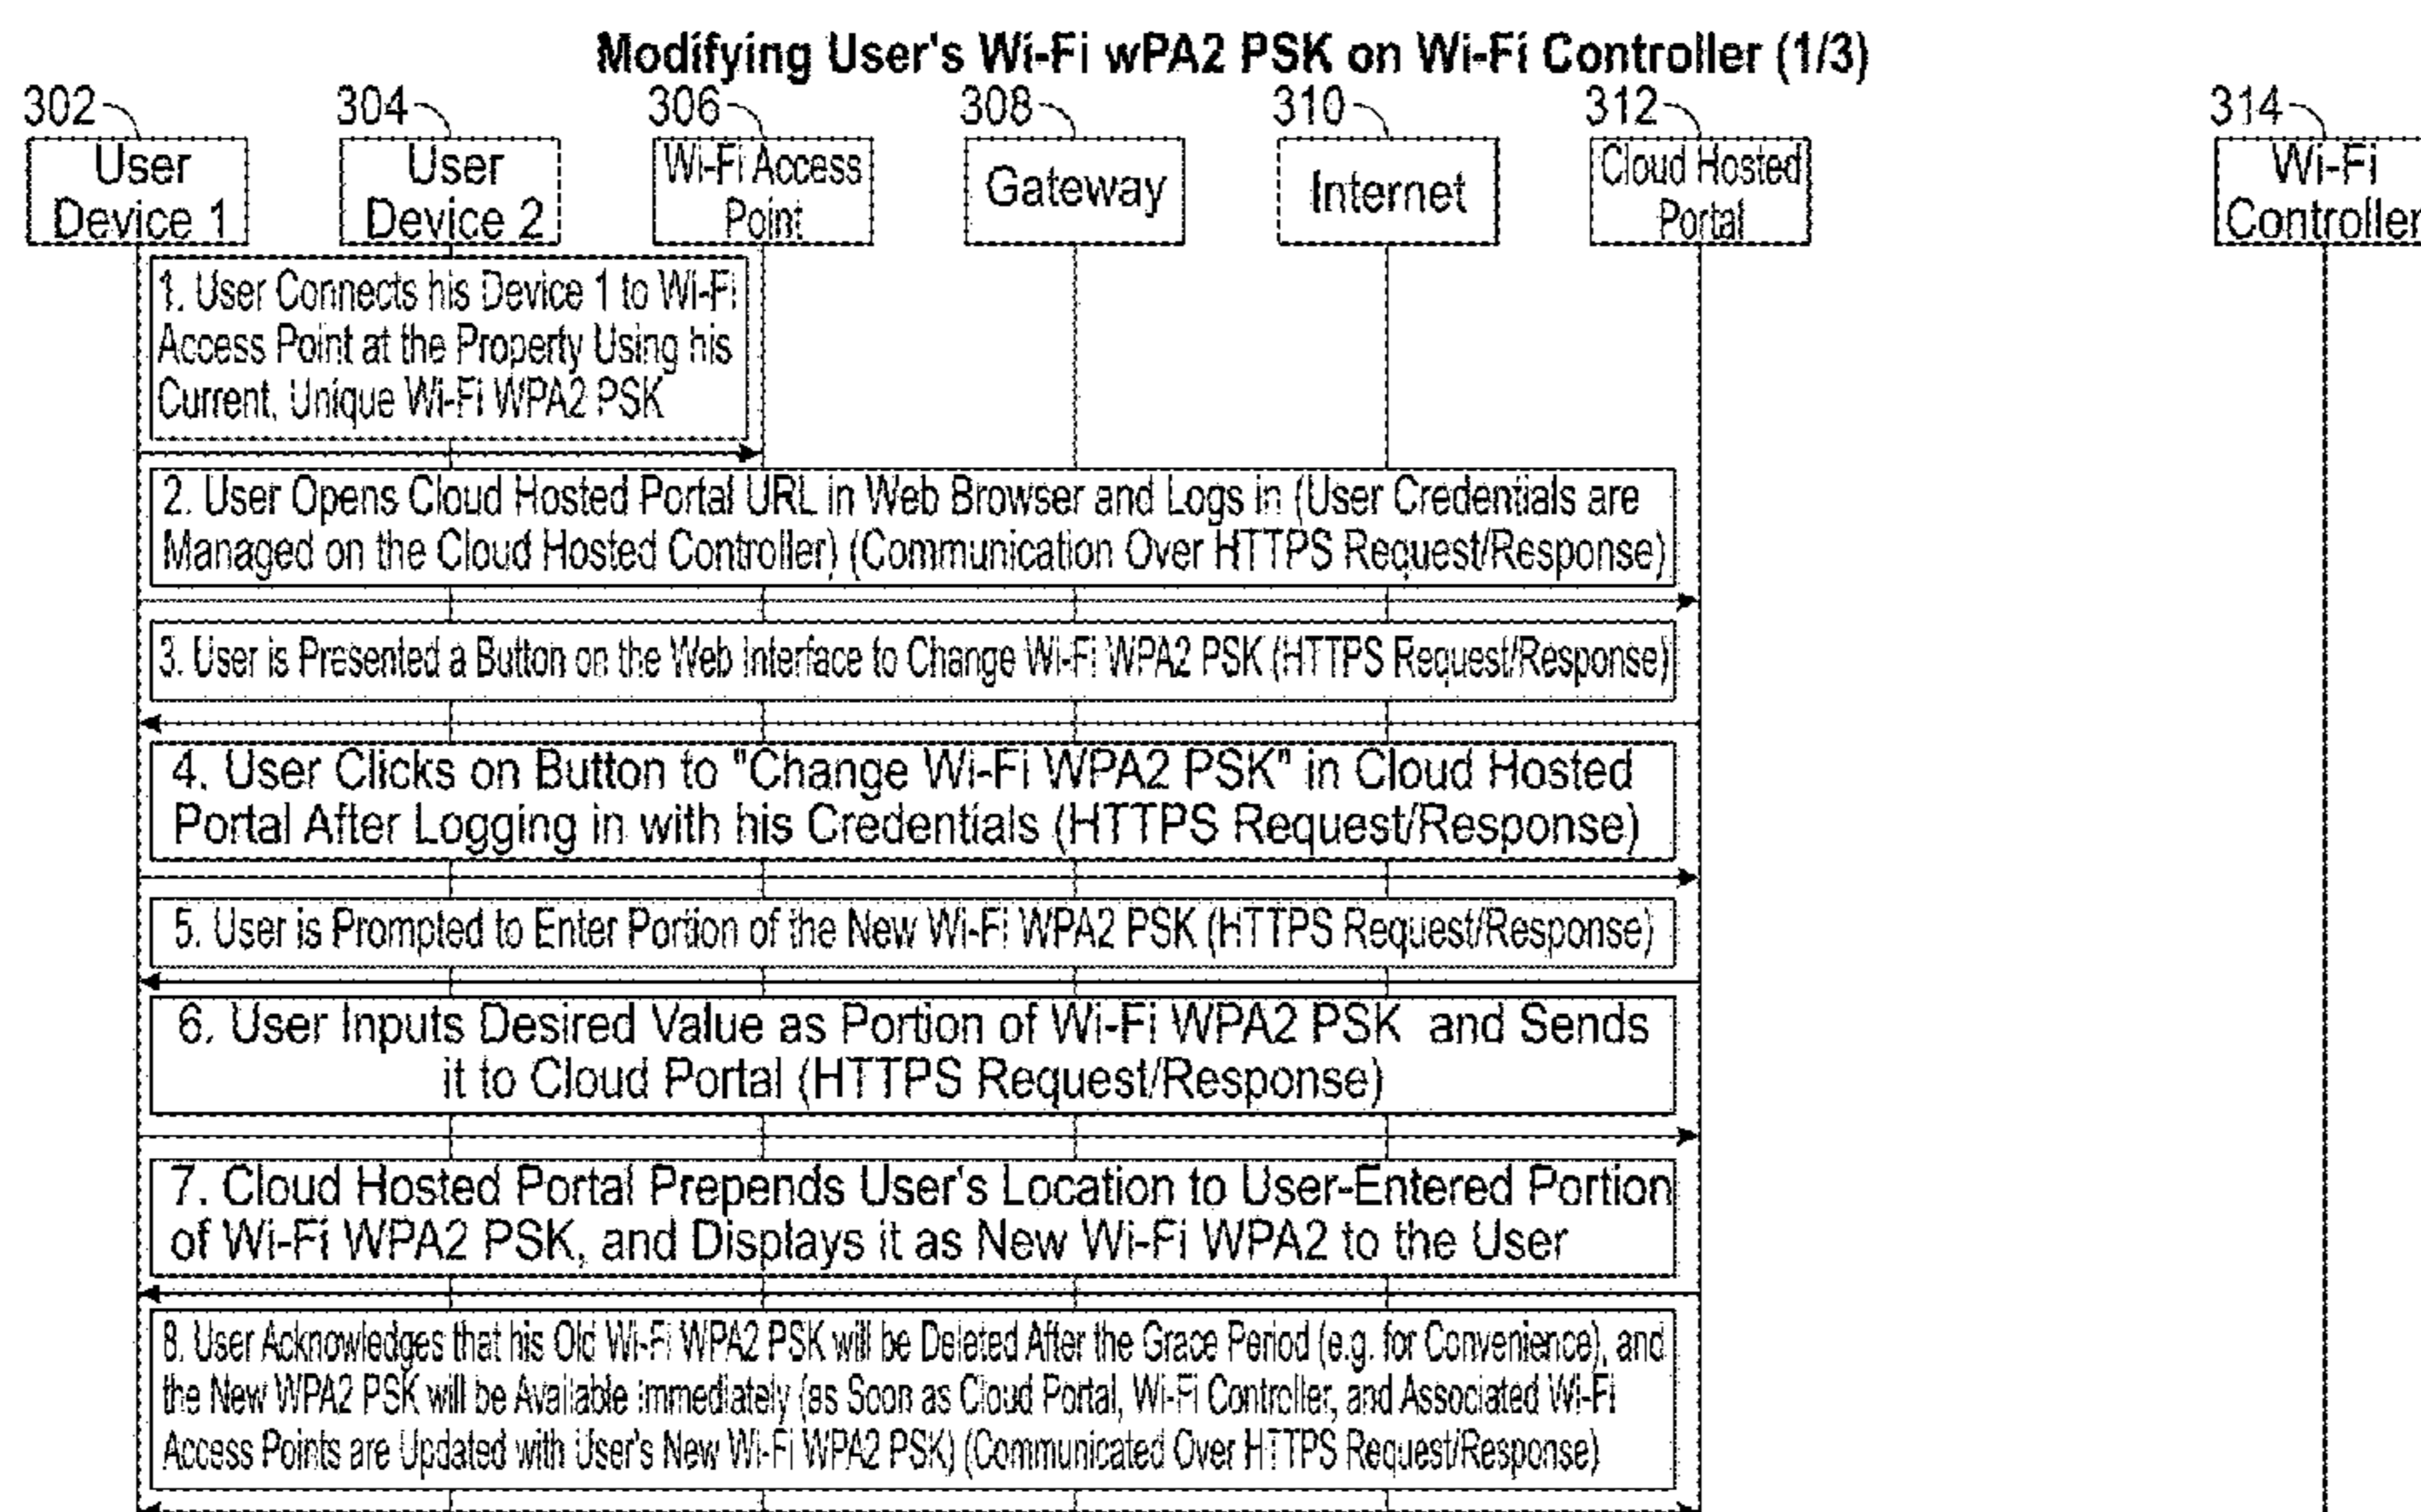 Modifying User's Wi-Fi wPA2 PSK on Wi-Fi Controller (1/3)
302 304 306 308 310 312 314
User
Device 1
User
Device 2
Wi-Fi Access
Point
Gateway
Internet
Cloud Hosted
Portal
Wi-Fi
Controller
1. User Connects his Device 1 to Wi-Fi
Access Point at the Property Using his
Current, Unique Wi-Fi WPA2 PSK
2. User Opens Cloud Hosted Portal URL in Web Browser and Logs in (User Credentials are
Managed on the Cloud Hosted Controller) (Communication Over HTTPS Request/Response)
3. User is Presented a Button on the Web Interface to Change Wi-Fi WPA2 PSK (HTTPS Request/Response)
4. User Clicks on Button to "Change Wi-Fi WPA2 PSK" in Cloud Hosted
Portal After Logging in with his Credentials (HTTPS Request/Response)
5. User is Prompted to Enter Portion of the New Wi-Fi WPA2 PSK (HTTPS Request/Response)
6. User Inputs Desired Value as Portion of Wi-Fi WPA2 PSK and Sends
it to Cloud Portal (HTTPS Request/Response)
7. Cloud Hosted Portal Prepends User's Location to User-Entered Portion
of Wi-Fi WPA2 PSK, and Displays it as New Wi-Fi WPA2 to the User
8. User Acknowledges that his Old Wi-Fi WPA2 PSK will be Deleted After the Grace Period (e.g. for Convenience), and
the New WPA2 PSK will be Available Immediately (as Soon as Cloud Portal, Wi-Fi Controller, and Associated Wi-Fi
Access Points are Updated with User's New Wi-Fi WPA2 PSK) (Communicated Over HTTPS Request/Response)